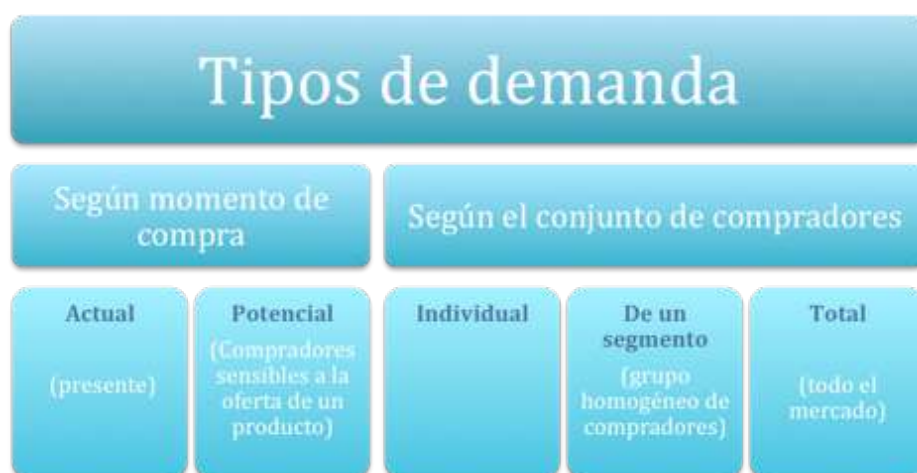 Tipos de demanda
Según momento de
compra
Según el conjunto de compradores
Actual
(presente)
Potencial
(Compradores
sensibles a la
oferta de un
producto)
Individual
De un
segmento
(grupo
homogéneo de
compradores)
Total
(todo el
mercado)